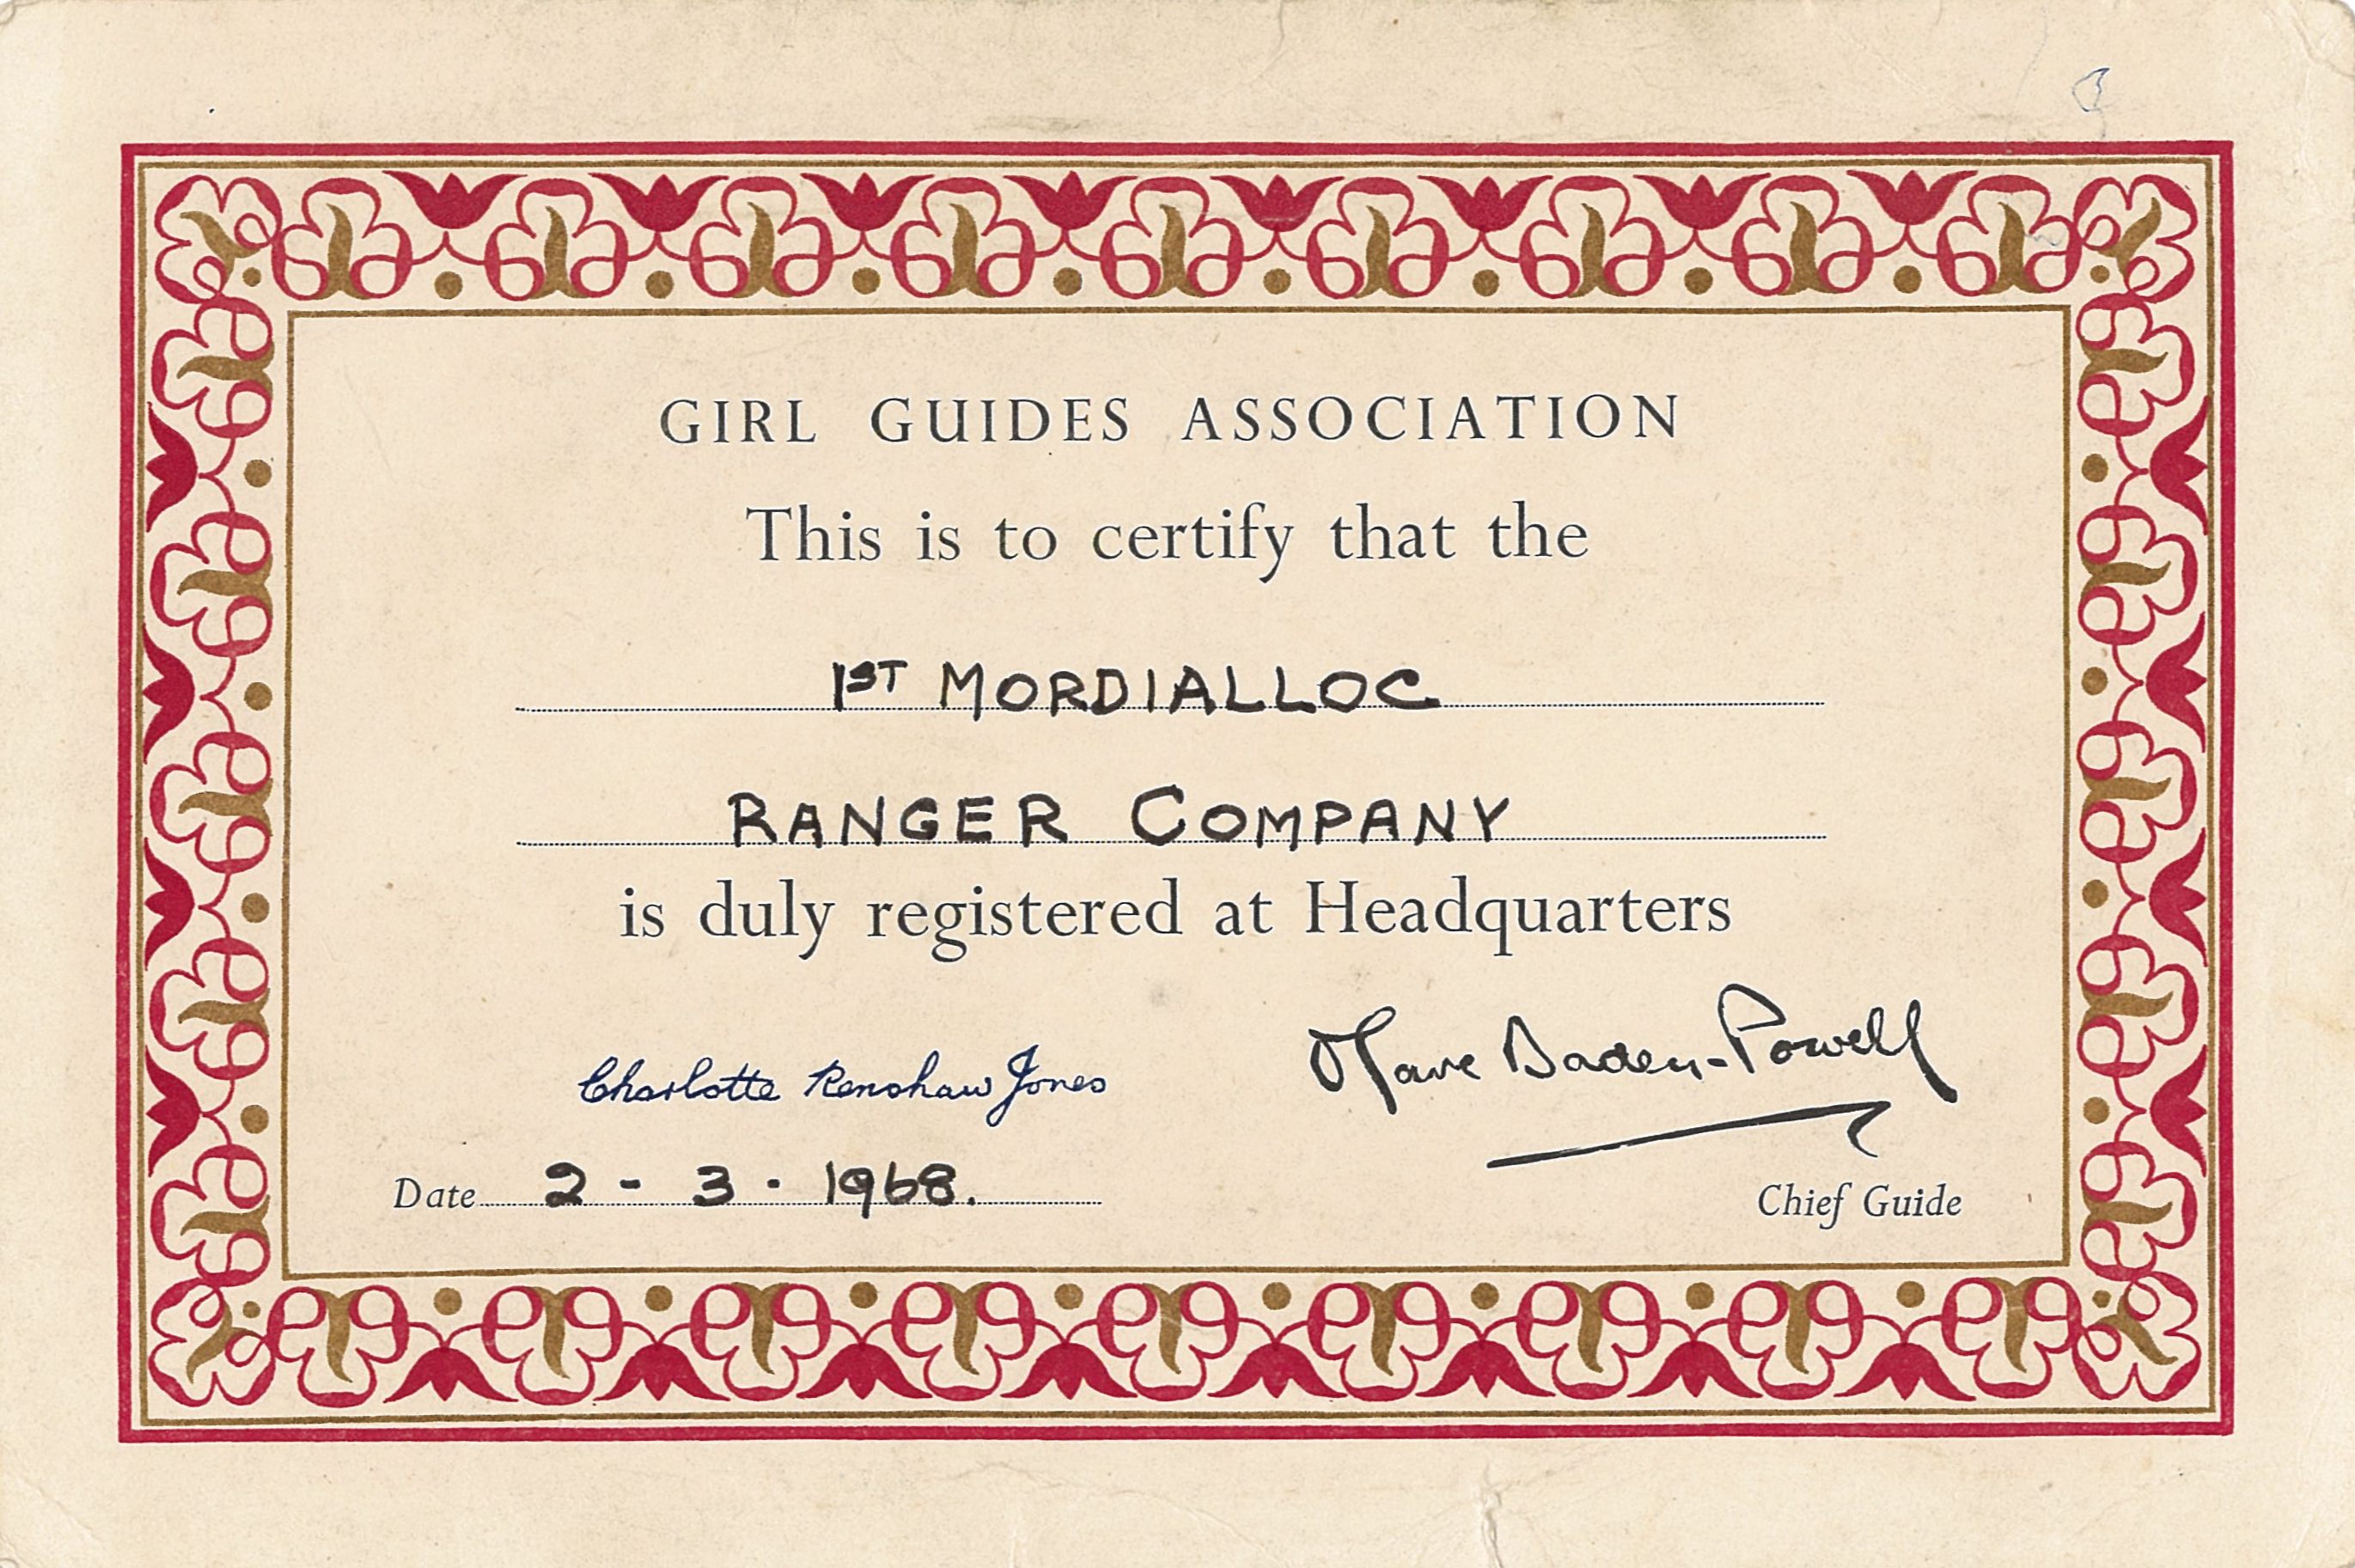 GIRL GUIDES ASSOCIATION
This is to certify that the
1ST MORDIALLOC
RANGER COMPANY
is duly registered at Headquarters
Charlotte Renshaw Jones
Olave Baden-Powell
Date 2 - 3 · 1968.
Chief Guide